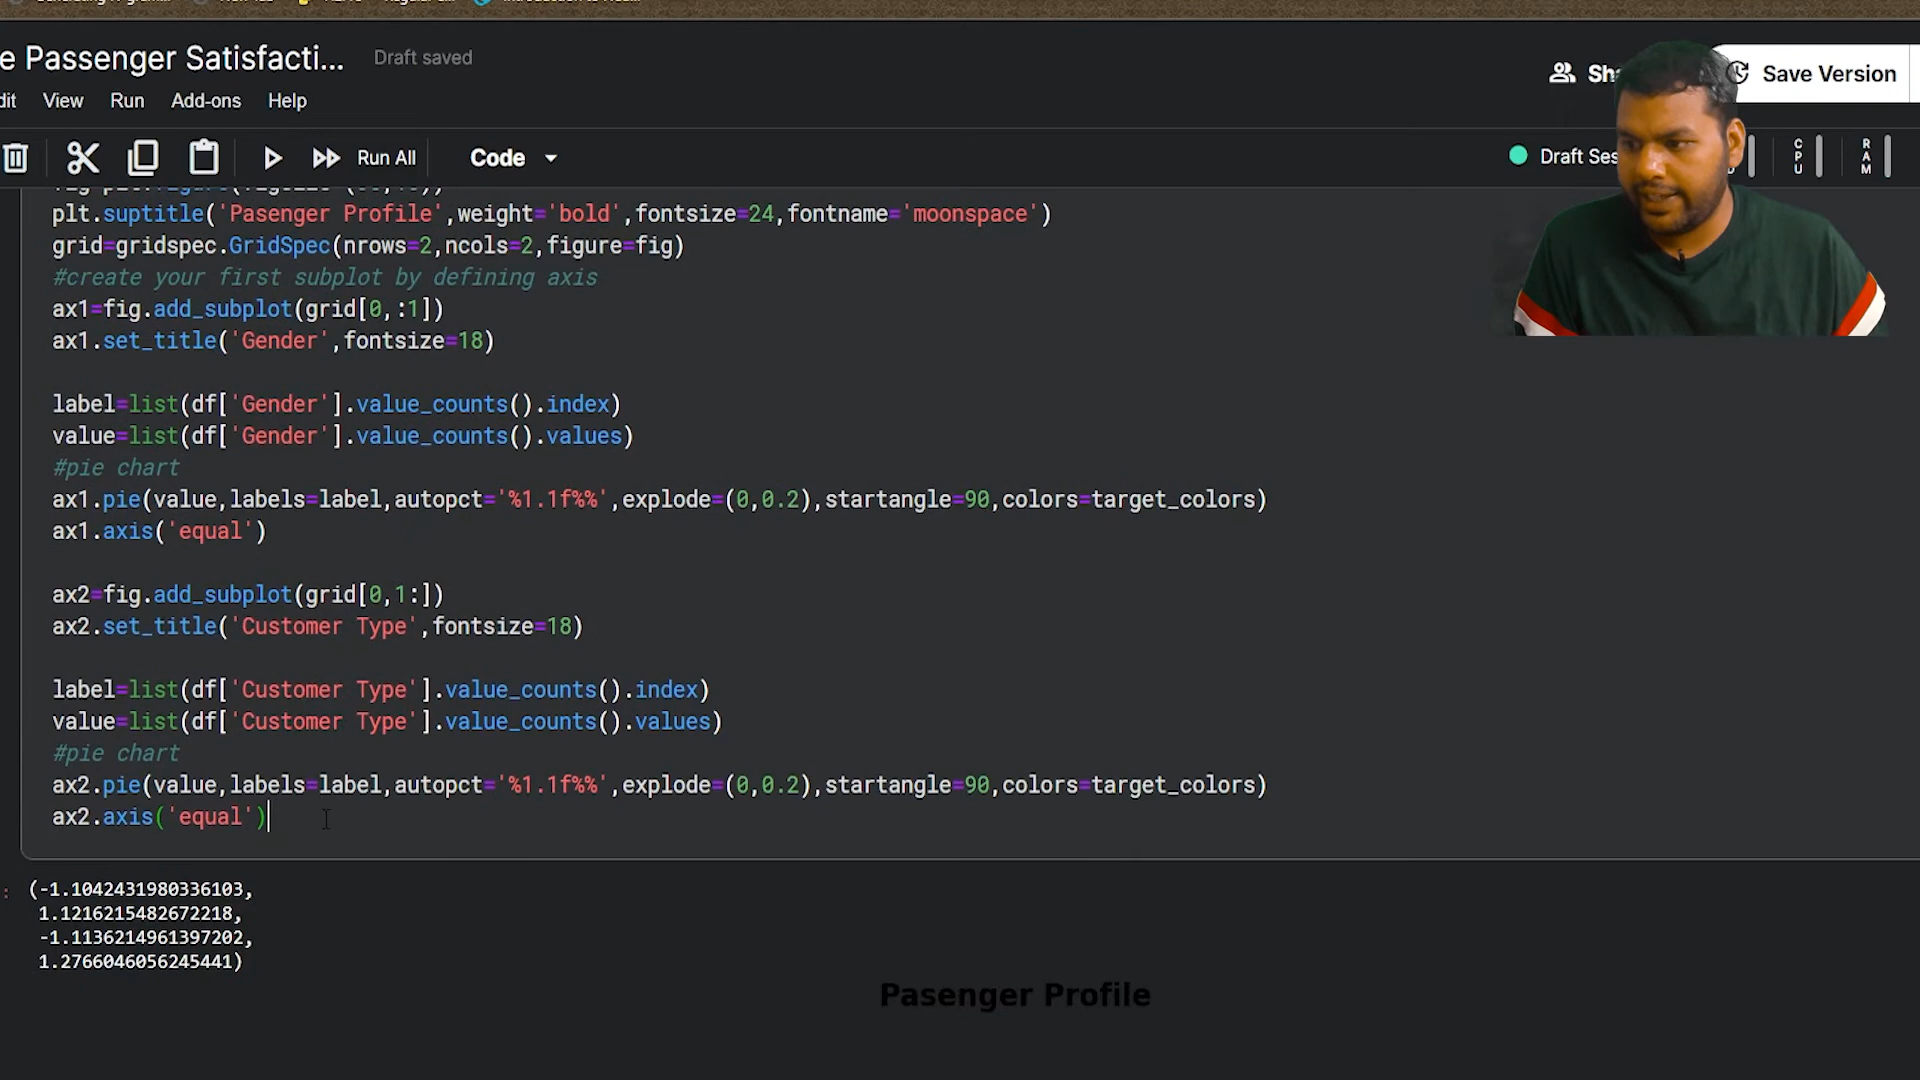 e Passenger Satisfacti... Draft saved
Save Version
dit View Run Add-ons Help
Run All Code
Draft Ses
CPU
RAM
plt.suptitle('Pasenger Profile',weight='bold',fontsize=24,fontname='moonspace')
grid=gridspec.GridSpec(nrows=2,ncols=2,figure=fig)
#create your first subplot by defining axis
ax1=fig.add_subplot(grid[0,:1])
ax1.set_title('Gender',fontsize=18)
label=list(df['Gender'].value_counts().index)
value=list(df['Gender'].value_counts().values)
#pie chart
ax1.pie(value,labels=label,autopct='%1.1f%%',explode=(0,0.2),startangle=90,colors=target_colors)
ax1.axis('equal')
ax2=fig.add_subplot(grid[0,1:])
ax2.set_title('Customer Type',fontsize=18)
label=list(df['Customer Type'].value_counts().index)
value=list(df['Customer Type'].value_counts().values)
#pie chart
ax2.pie(value,labels=label,autopct='%1.1f%%',explode=(0,0.2),startangle=90,colors=target_colors)
ax2.axis('equal')
: (-1.1042431980336103,
1.1216215482672218,
-1.1136214961397202,
1.2766046056245441)
Pasenger Profile